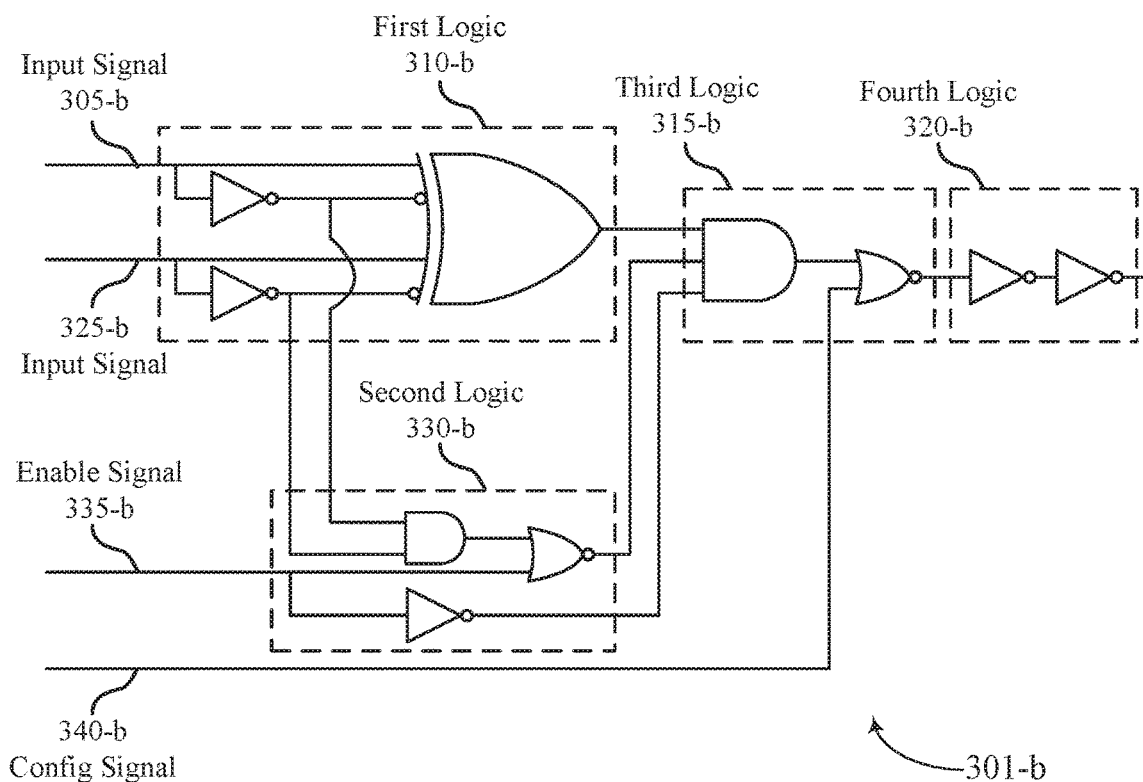 First Logic
310-b
Input Signal
305-b
Third Logic
315-b
Fourth Logic
320-b
325-b
Input Signal
Second Logic
330-b
Enable Signal
335-b
340-b
Config Signal
301-b